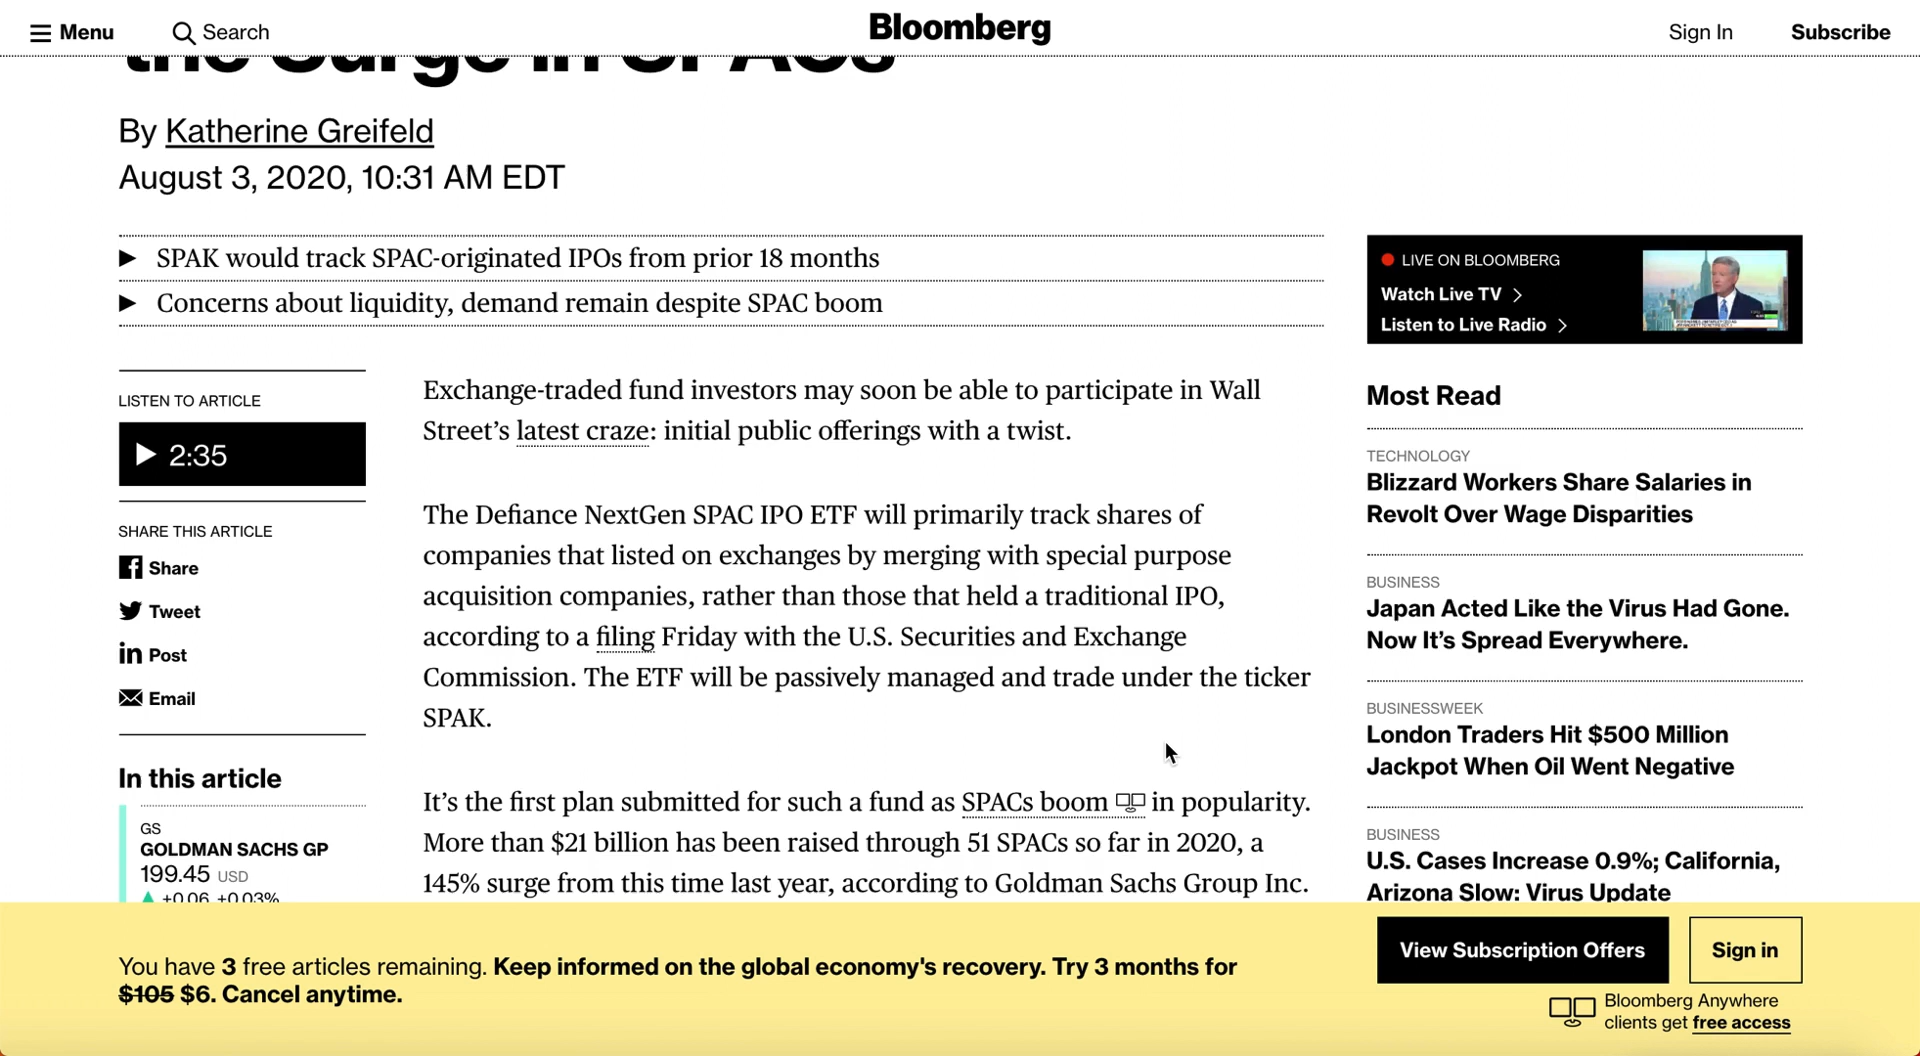 Menu
Search
Bloomberg
Sign In
Subscribe
the Surge in SPACs
By Katherine Greifeld
August 3, 2020, 10:31 AM EDT
SPAK would track SPAC-originated IPOs from prior 18 months
Concerns about liquidity, demand remain despite SPAC boom
LISTEN TO ARTICLE
2:35
SHARE THIS ARTICLE
Share
Tweet
Post
Email
In this article
GS
GOLDMAN SACHS GP
199.45 USD
+0.06 +0.03%
Exchange-traded fund investors may soon be able to participate in Wall
Street’s latest craze: initial public offerings with a twist.
The Defiance NextGen SPAC IPO ETF will primarily track shares of
companies that listed on exchanges by merging with special purpose
acquisition companies, rather than those that held a traditional IPO,
according to a filing Friday with the U.S. Securities and Exchange
Commission. The ETF will be passively managed and trade under the ticker
SPAK.
It’s the first plan submitted for such a fund as SPACs boom in popularity.
More than $21 billion has been raised through 51 SPACs so far in 2020, a
145% surge from this time last year, according to Goldman Sachs Group Inc.
LIVE ON BLOOMBERG
Watch Live TV
Listen to Live Radio
Most Read
TECHNOLOGY
Blizzard Workers Share Salaries in
Revolt Over Wage Disparities
BUSINESS
Japan Acted Like the Virus Had Gone.
Now It’s Spread Everywhere.
BUSINESSWEEK
London Traders Hit $500 Million
Jackpot When Oil Went Negative
BUSINESS
U.S. Cases Increase 0.9%; California,
Arizona Slow: Virus Update
You have 3 free articles remaining. Keep informed on the global economy's recovery. Try 3 months for
$105 $6. Cancel anytime.
View Subscription Offers
Sign in
Bloomberg Anywhere
clients get free access